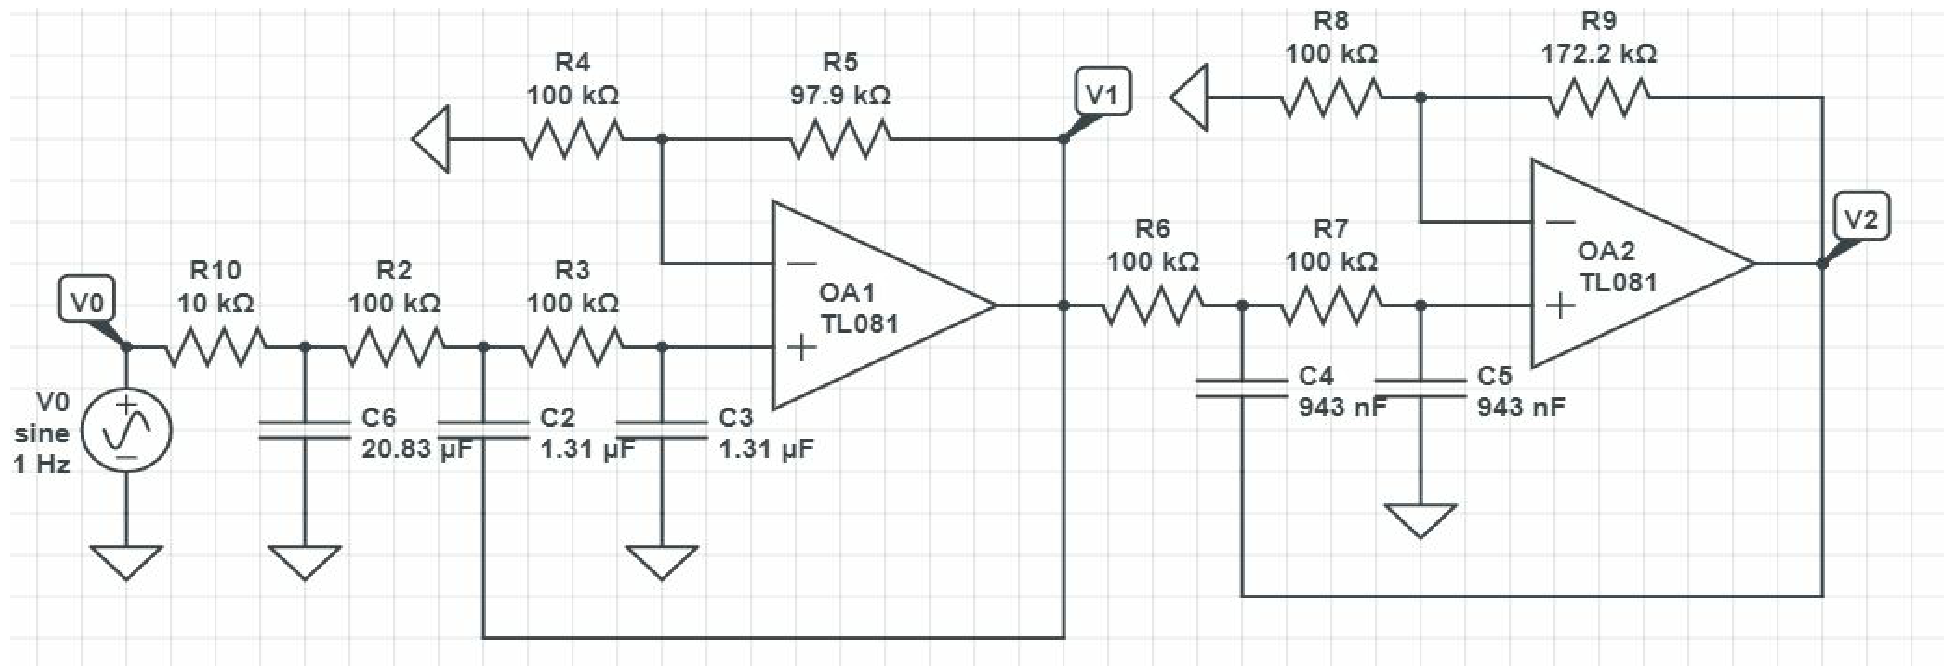 R8
100 kΩ
R9
172.2 kΩ
R4
100 kΩ
R5
97.9 kΩ
V1
V2
R10
10 kΩ
R2
100 kΩ
R3
100 kΩ
R6
100 kΩ
R7
100 kΩ
OA2
TL081
V0
OA1
TL081
V0
sine
1 Hz
C6
20.83 µF
C2
1.31 µF
C3
1.31 µF
C4
943 nF
C5
943 nF